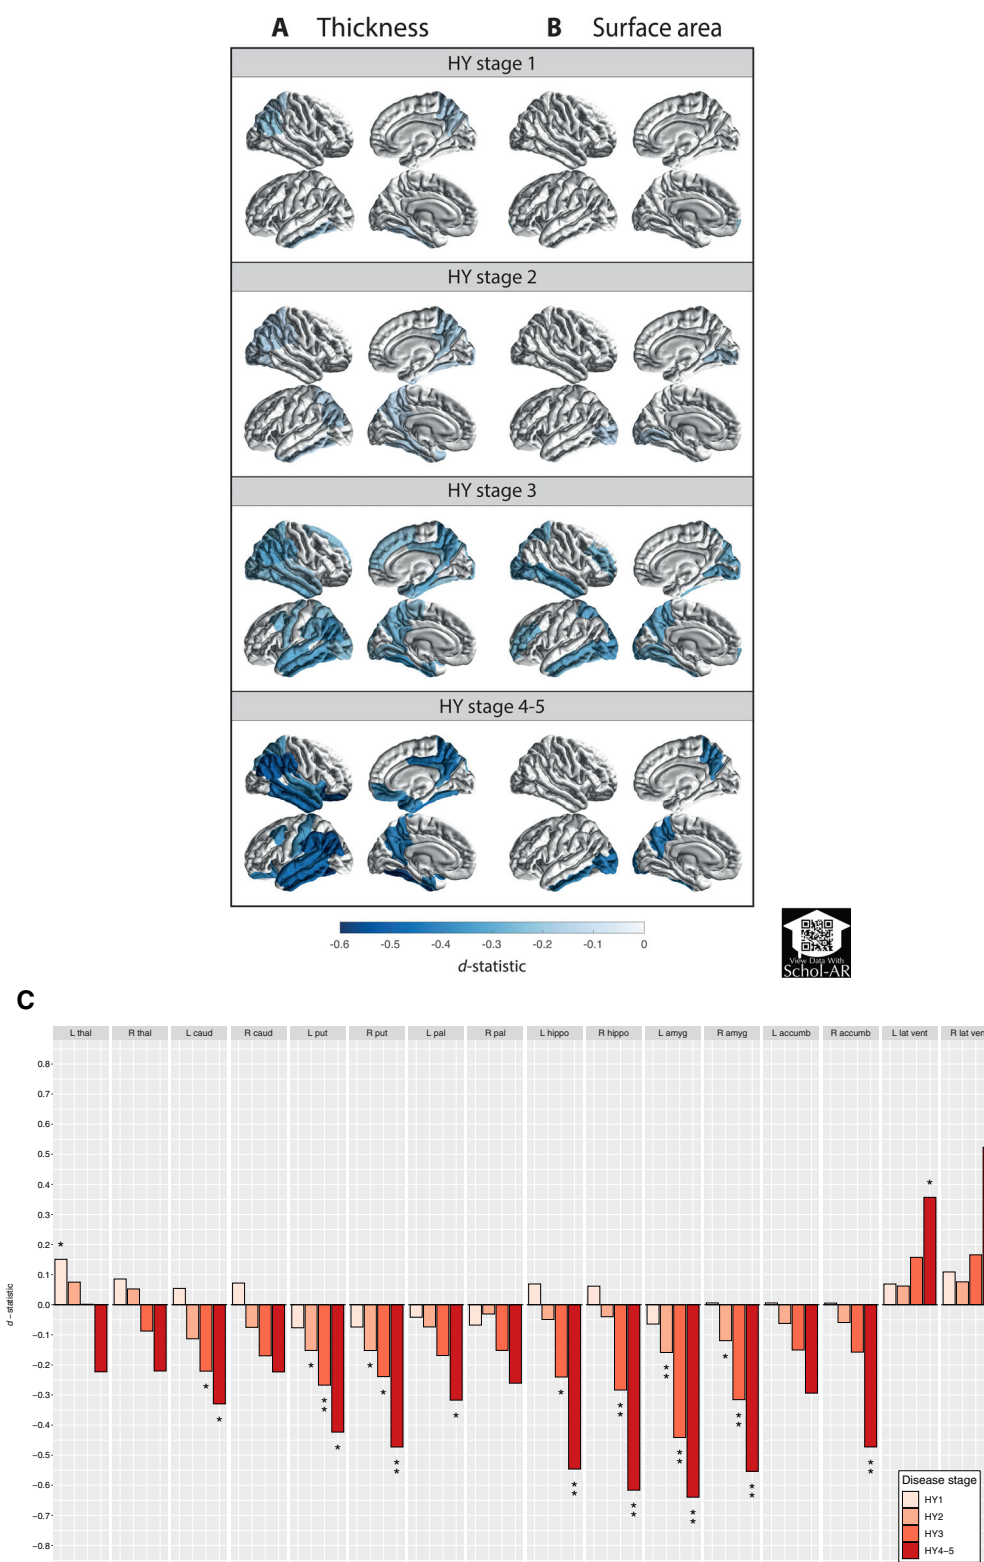 A Thickness B Surface area
HY stage 1
HY stage 2
HY stage 3
HY stage 4-5
-0.6 -0.5 -0.4 -0.3 -0.2 -0.1 0
d-statistic
View Data With
Schol-AR
C
L thal R thal L caud R caud L put R put L pal R pal L hippo R hippo L amyg R amyg L accumb R accumb L lat vent R lat
0.8
0.7
0.6
0.5
0.4
0.3
0.2
0.1
0.0
−0.1
−0.2
−0.3
−0.4
−0.5
−0.6
−0.7
−0.8
d − statistic
* * * * * * * * * * * * * * * * * * * * * * * * * * * * * * *
Disease stage
HY1
HY2
HY3
HY4−5